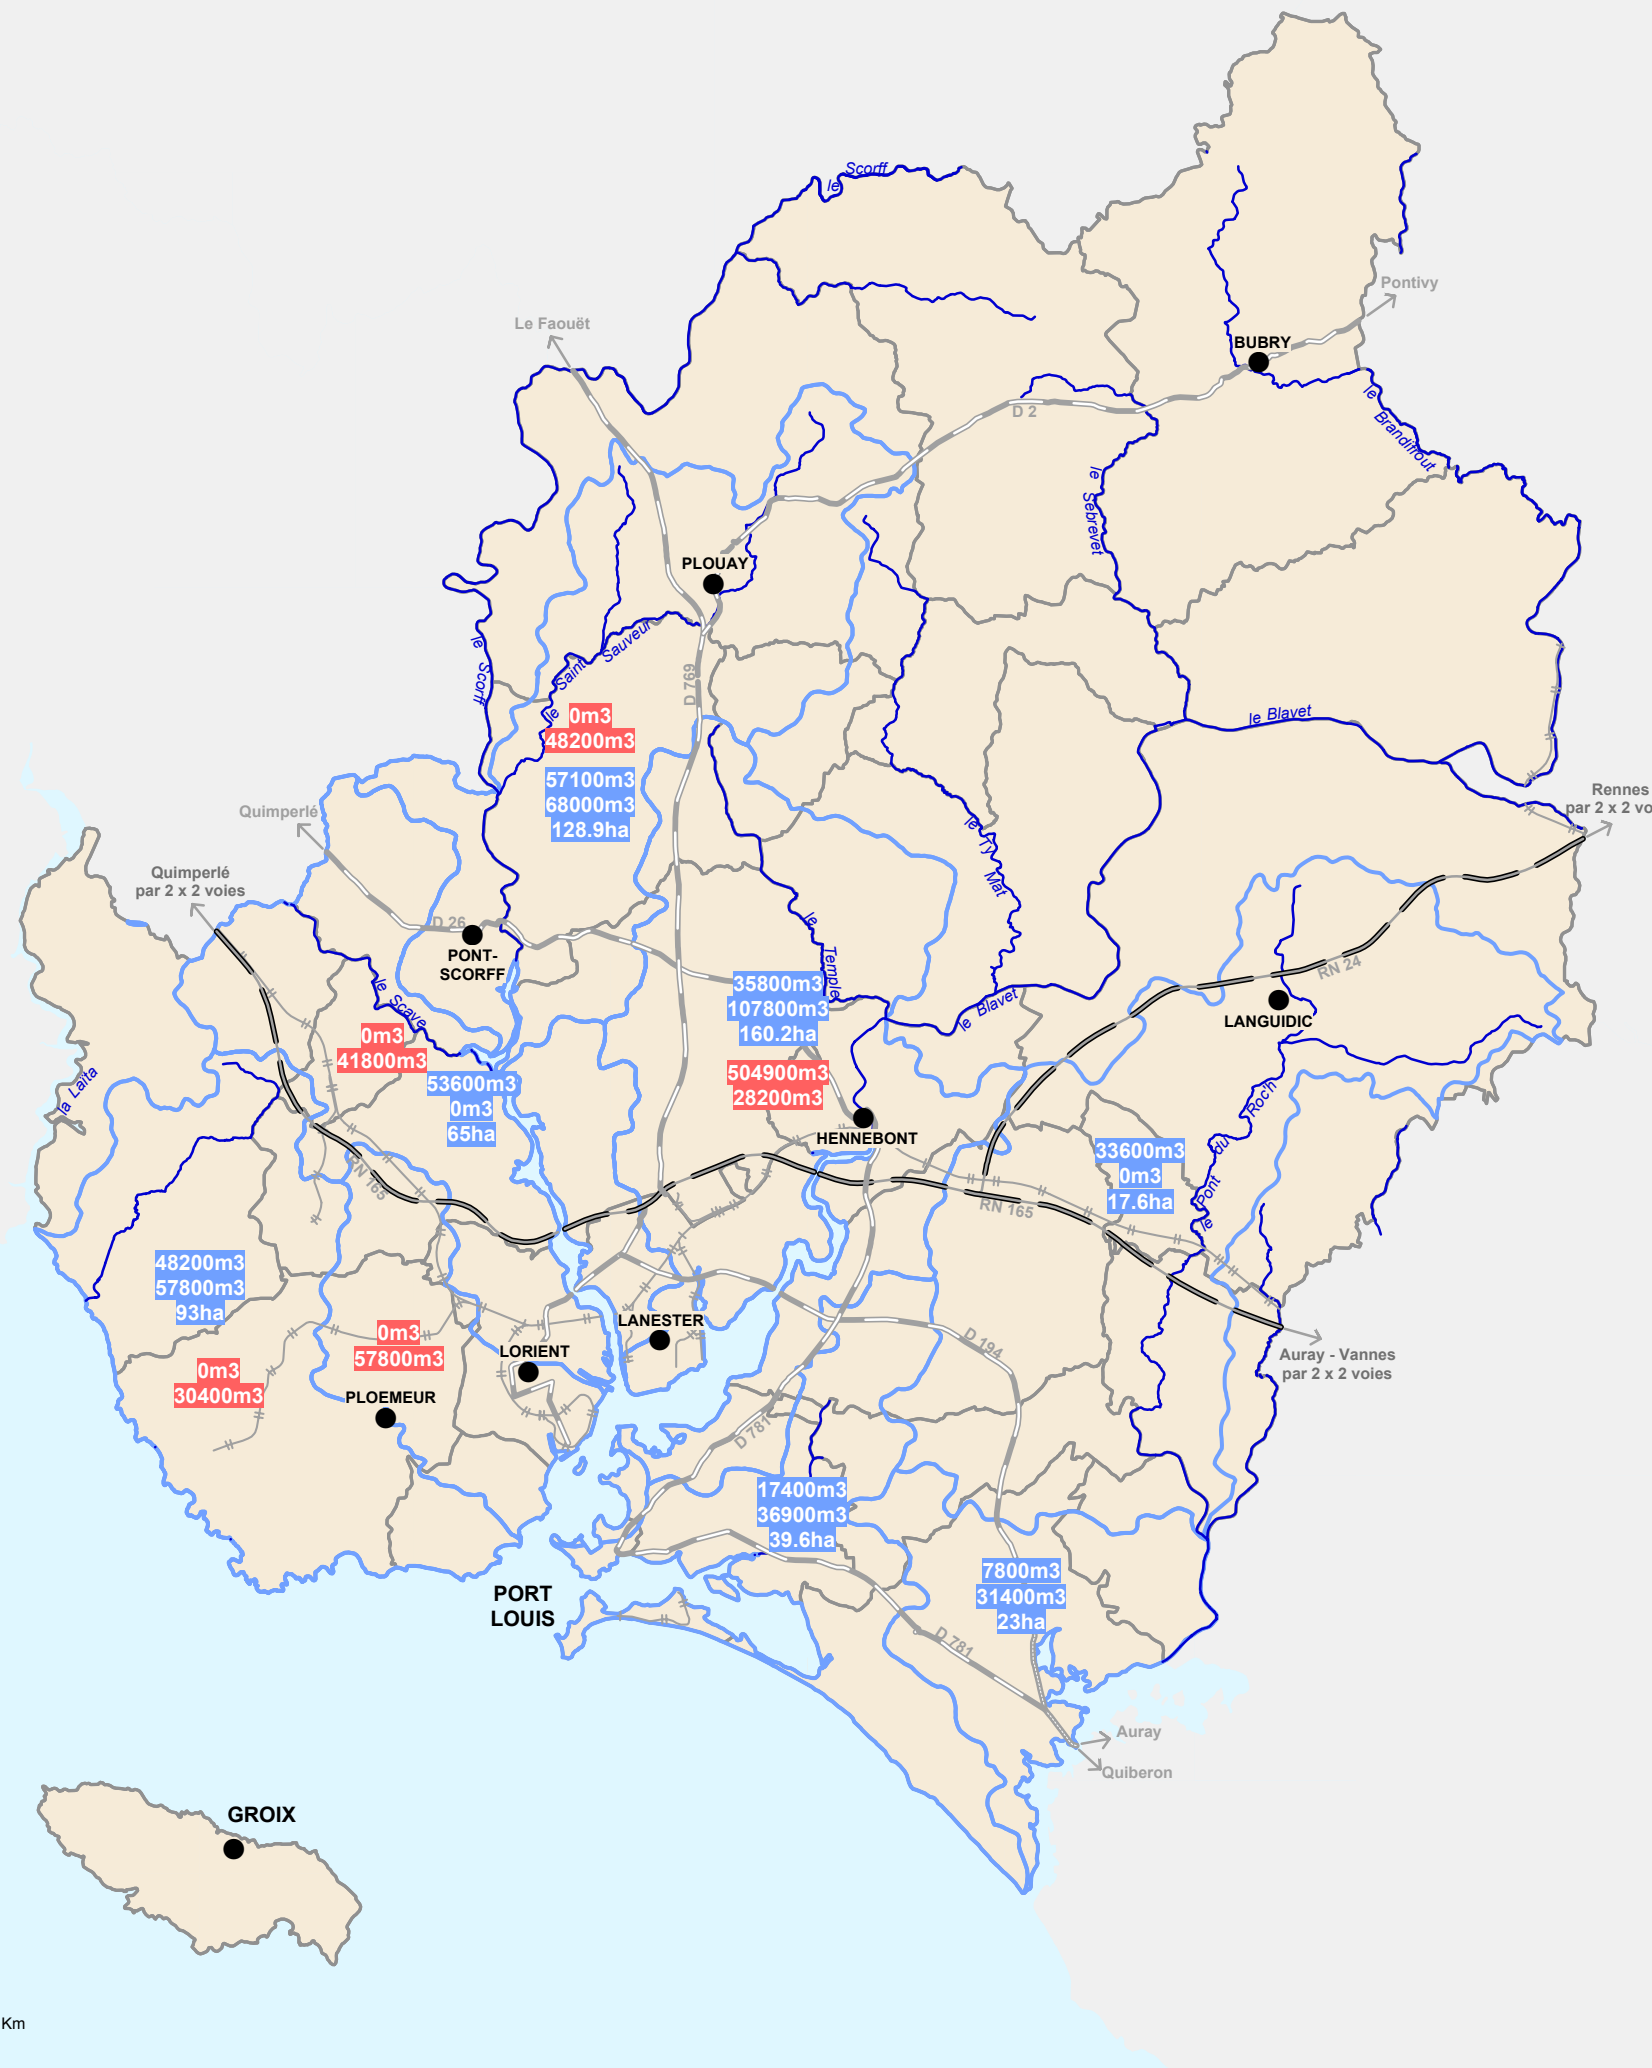 le Scorff
Pontivy
Le Faouët
BUBRY
D 2
le Brandifrout
le Sébrevet
PLOUAY
le Saint Sauveur
le Scorff
D 769
0m3
48200m3
57100m3
68000m3
128.9ha
le Blavet
Rennes
par 2 x 2 vo
Quimperlé
le Ty Mat
Quimperlé
par 2 x 2 voies
D 26
PONT-
SCORFF
le Temple
RN 24
le Scave
35800m3
107800m3
160.2ha
le Blavet
LANGUIDIC
0m3
41800m3
504900m3
28200m3
la Laïta
53600m3
0m3
65ha
HENNEBONT
le Pont du Roc'h
33600m3
0m3
17.6ha
RN 165
RN 165
48200m3
57800m3
93ha
LANESTER
0m3
57800m3
LORIENT
D 194
Auray - Vannes
par 2 x 2 voies
0m3
30400m3
PLOEMEUR
D 781
17400m3
36900m3
39.6ha
7800m3
31400m3
23ha
PORT
LOUIS
D 781
Auray
Quiberon
GROIX
Km